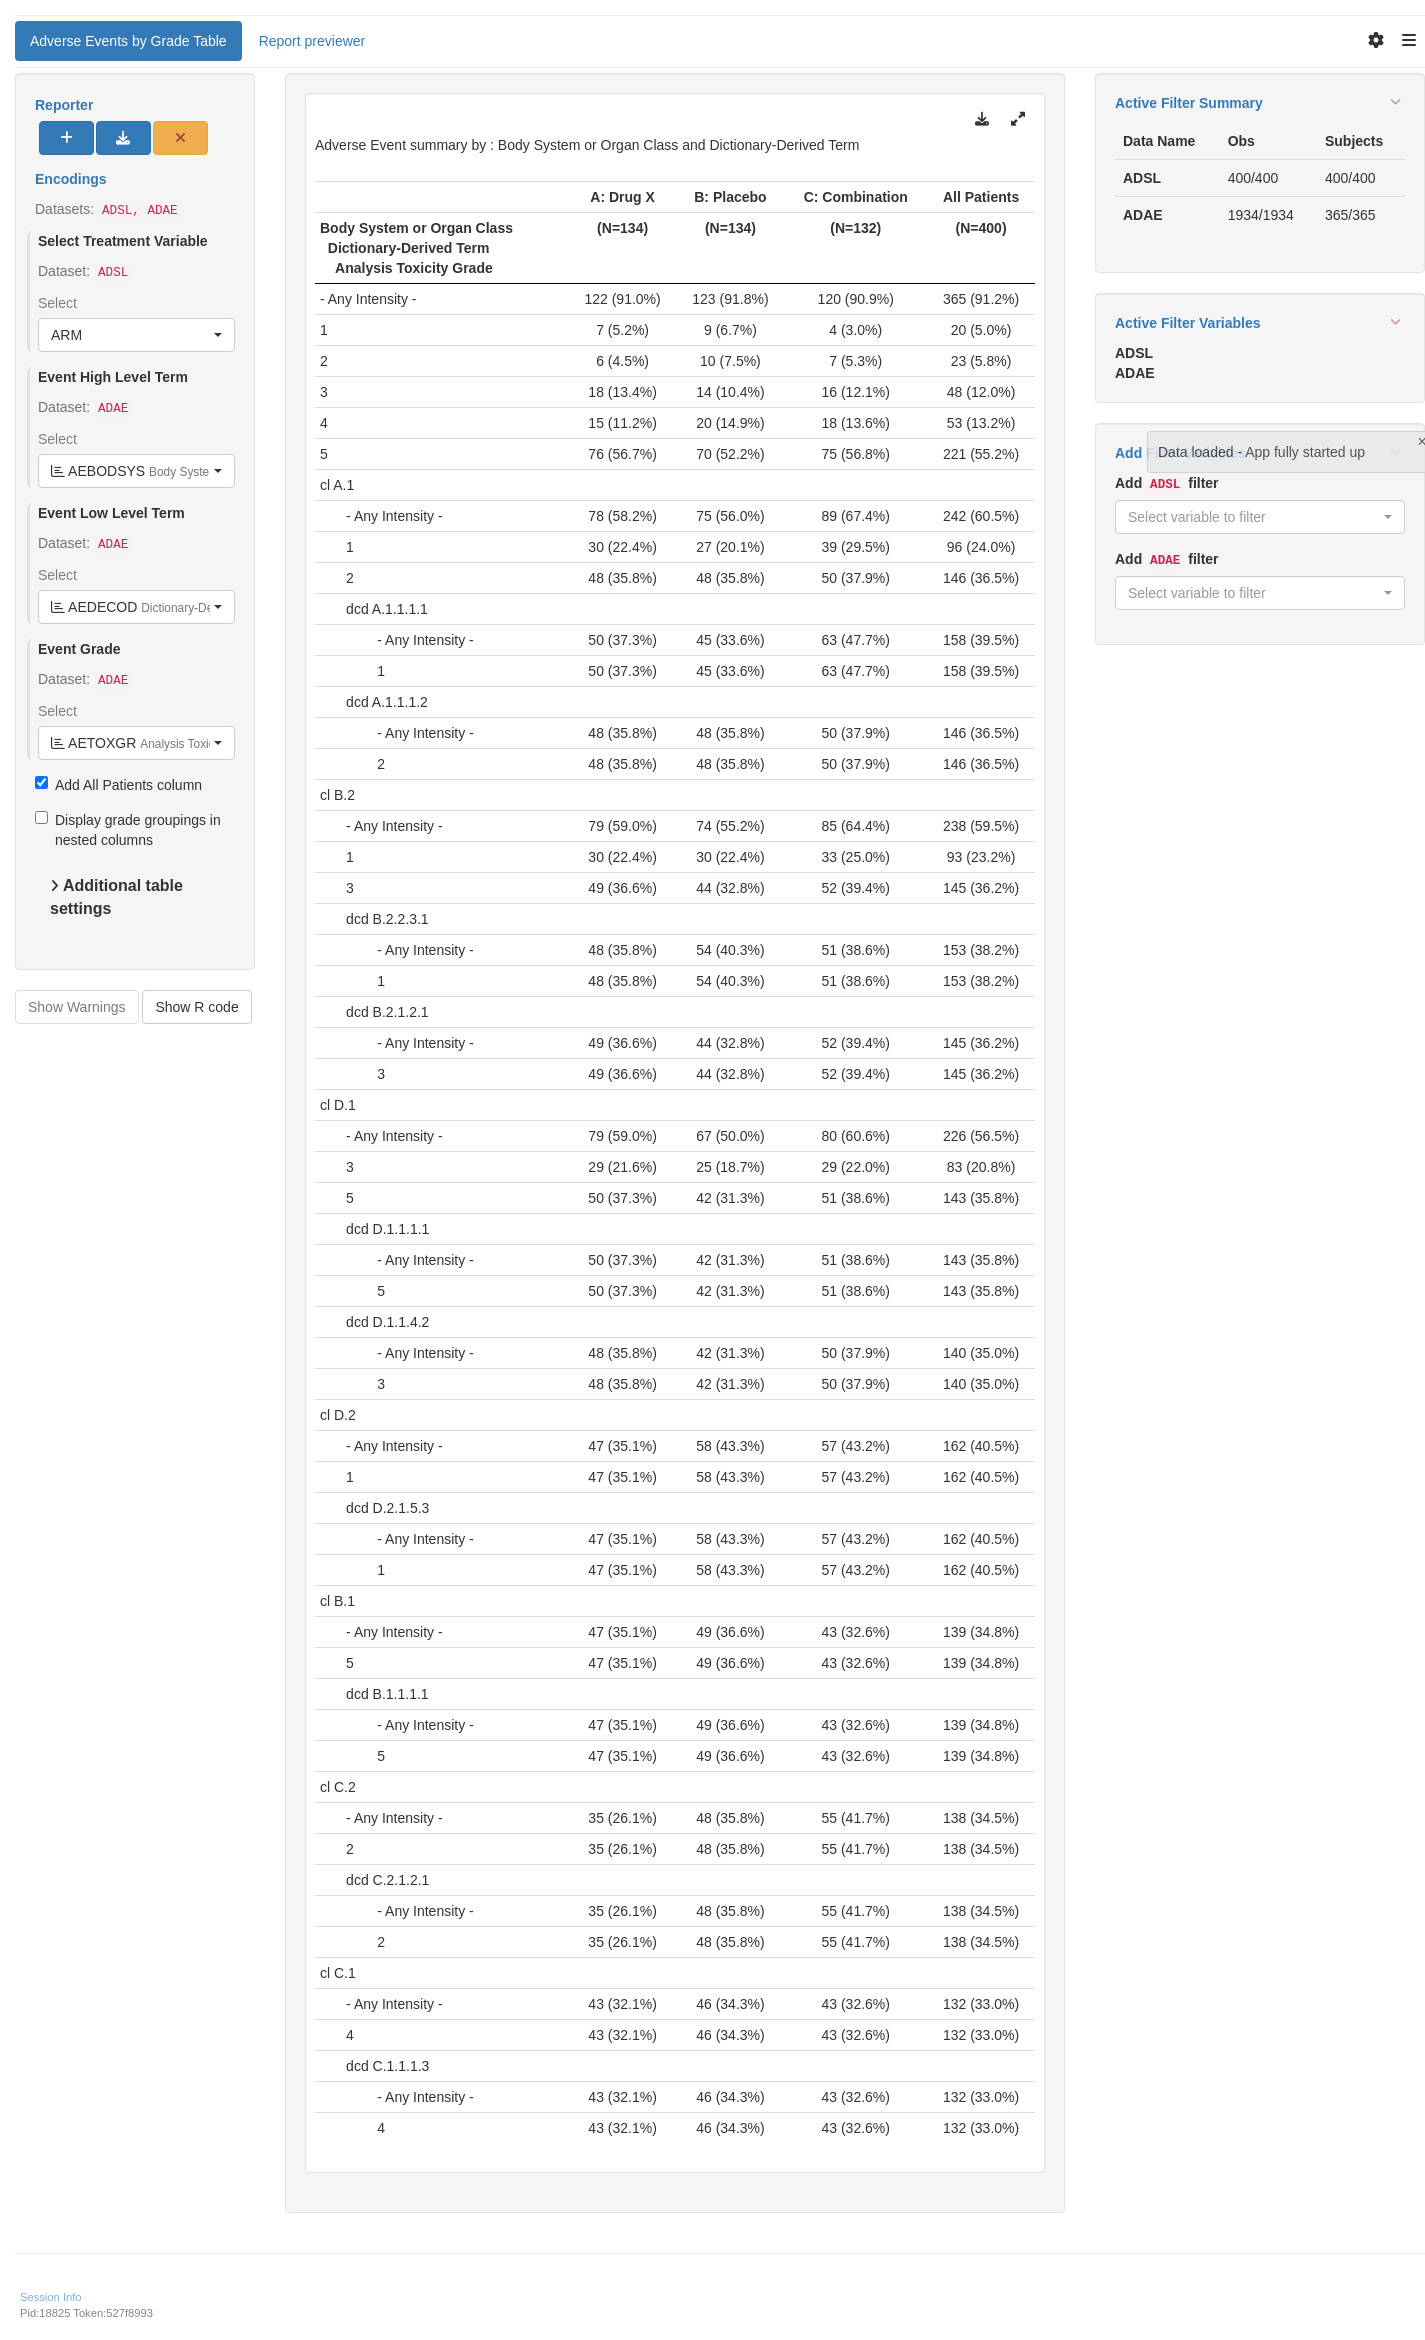 Adverse Events by Grade Table
Report previewer
Reporter
Encodings
Datasets: ADSL, ADAE
Select Treatment Variable
Dataset: ADSL
Select
ARM
Event High Level Term
Dataset: ADAE
Select
AEBODSYS Body Syste
Event Low Level Term
Dataset: ADAE
Select
AEDECOD Dictionary-De
Event Grade
Dataset: ADAE
Select
AETOXGR Analysis Toxi
Add All Patients column
Display grade groupings in
nested columns
Additional table
settings
Show Warnings
Show R code
Adverse Event summary by : Body System or Organ Class and Dictionary-Derived Term
A: Drug X B: Placebo C: Combination All Patients
Body System or Organ Class (N=134) (N=134) (N=132) (N=400)
Dictionary-Derived Term
Analysis Toxicity Grade
- Any Intensity - 122 (91.0%) 123 (91.8%) 120 (90.9%) 365 (91.2%)
1 7 (5.2%) 9 (6.7%) 4 (3.0%) 20 (5.0%)
2 6 (4.5%) 10 (7.5%) 7 (5.3%) 23 (5.8%)
3 18 (13.4%) 14 (10.4%) 16 (12.1%) 48 (12.0%)
4 15 (11.2%) 20 (14.9%) 18 (13.6%) 53 (13.2%)
5 76 (56.7%) 70 (52.2%) 75 (56.8%) 221 (55.2%)
cl A.1
- Any Intensity - 78 (58.2%) 75 (56.0%) 89 (67.4%) 242 (60.5%)
1 30 (22.4%) 27 (20.1%) 39 (29.5%) 96 (24.0%)
2 48 (35.8%) 48 (35.8%) 50 (37.9%) 146 (36.5%)
dcd A.1.1.1.1
- Any Intensity - 50 (37.3%) 45 (33.6%) 63 (47.7%) 158 (39.5%)
1 50 (37.3%) 45 (33.6%) 63 (47.7%) 158 (39.5%)
dcd A.1.1.1.2
- Any Intensity - 48 (35.8%) 48 (35.8%) 50 (37.9%) 146 (36.5%)
2 48 (35.8%) 48 (35.8%) 50 (37.9%) 146 (36.5%)
cl B.2
- Any Intensity - 79 (59.0%) 74 (55.2%) 85 (64.4%) 238 (59.5%)
1 30 (22.4%) 30 (22.4%) 33 (25.0%) 93 (23.2%)
3 49 (36.6%) 44 (32.8%) 52 (39.4%) 145 (36.2%)
dcd B.2.2.3.1
- Any Intensity - 48 (35.8%) 54 (40.3%) 51 (38.6%) 153 (38.2%)
1 48 (35.8%) 54 (40.3%) 51 (38.6%) 153 (38.2%)
dcd B.2.1.2.1
- Any Intensity - 49 (36.6%) 44 (32.8%) 52 (39.4%) 145 (36.2%)
3 49 (36.6%) 44 (32.8%) 52 (39.4%) 145 (36.2%)
cl D.1
- Any Intensity - 79 (59.0%) 67 (50.0%) 80 (60.6%) 226 (56.5%)
3 29 (21.6%) 25 (18.7%) 29 (22.0%) 83 (20.8%)
5 50 (37.3%) 42 (31.3%) 51 (38.6%) 143 (35.8%)
dcd D.1.1.1.1
- Any Intensity - 50 (37.3%) 42 (31.3%) 51 (38.6%) 143 (35.8%)
5 50 (37.3%) 42 (31.3%) 51 (38.6%) 143 (35.8%)
dcd D.1.1.4.2
- Any Intensity - 48 (35.8%) 42 (31.3%) 50 (37.9%) 140 (35.0%)
3 48 (35.8%) 42 (31.3%) 50 (37.9%) 140 (35.0%)
cl D.2
- Any Intensity - 47 (35.1%) 58 (43.3%) 57 (43.2%) 162 (40.5%)
1 47 (35.1%) 58 (43.3%) 57 (43.2%) 162 (40.5%)
dcd D.2.1.5.3
- Any Intensity - 47 (35.1%) 58 (43.3%) 57 (43.2%) 162 (40.5%)
1 47 (35.1%) 58 (43.3%) 57 (43.2%) 162 (40.5%)
cl B.1
- Any Intensity - 47 (35.1%) 49 (36.6%) 43 (32.6%) 139 (34.8%)
5 47 (35.1%) 49 (36.6%) 43 (32.6%) 139 (34.8%)
dcd B.1.1.1.1
- Any Intensity - 47 (35.1%) 49 (36.6%) 43 (32.6%) 139 (34.8%)
5 47 (35.1%) 49 (36.6%) 43 (32.6%) 139 (34.8%)
cl C.2
- Any Intensity - 35 (26.1%) 48 (35.8%) 55 (41.7%) 138 (34.5%)
2 35 (26.1%) 48 (35.8%) 55 (41.7%) 138 (34.5%)
dcd C.2.1.2.1
- Any Intensity - 35 (26.1%) 48 (35.8%) 55 (41.7%) 138 (34.5%)
2 35 (26.1%) 48 (35.8%) 55 (41.7%) 138 (34.5%)
cl C.1
- Any Intensity - 43 (32.1%) 46 (34.3%) 43 (32.6%) 132 (33.0%)
4 43 (32.1%) 46 (34.3%) 43 (32.6%) 132 (33.0%)
dcd C.1.1.1.3
- Any Intensity - 43 (32.1%) 46 (34.3%) 43 (32.6%) 132 (33.0%)
4 43 (32.1%) 46 (34.3%) 43 (32.6%) 132 (33.0%)
Active Filter Summary
Data Name Obs Subjects
ADSL 400/400 400/400
ADAE 1934/1934 365/365
Active Filter Variables
ADSL
ADAE
Add
Data loaded - App fully started up
Add ADSL filter
Select variable to filter
Add ADAE filter
Select variable to filter
Session Info
Pid:18825 Token:527f8993